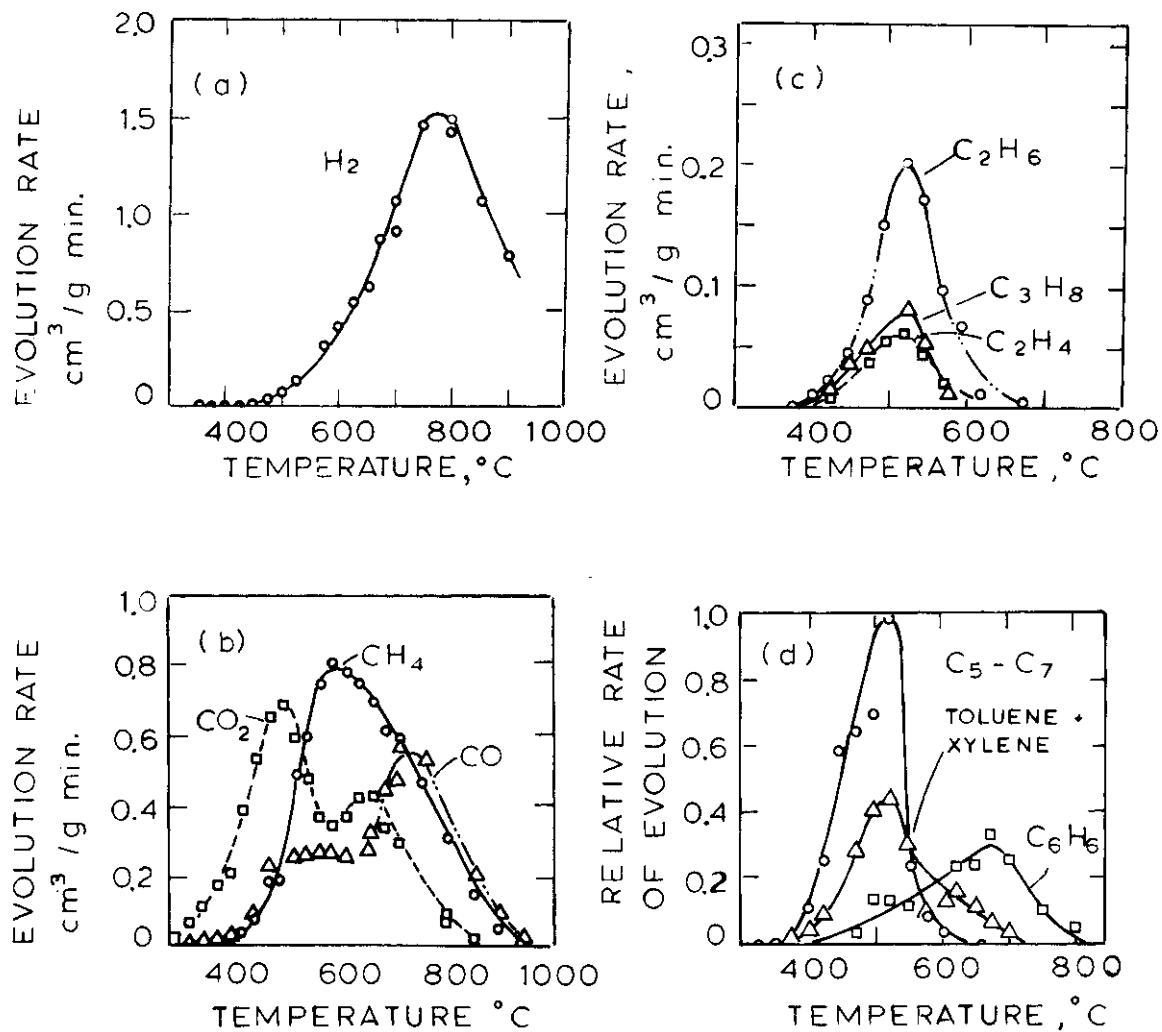 (a)
2.0
1.5
1.0
0.5
0
H2
EVOLUTION RATE
cm3/g min.
400 600 800 1000
TEMPERATURE, °C
(c)
0.3
0.2
0.1
0
C2H6
C3H8
C2H4
EVOLUTION RATE,
cm3/g min.
400 600 800
TEMPERATURE, °C
(b)
1.0
0.8
0.6
0.4
0.2
0
CH4
CO2
CO
EVOLUTION RATE
cm3/g min.
400 600 800 1000
TEMPERATURE °C
(d)
1.0
0.8
0.6
0.4
0.2
0
C5 - C7
TOLUENE +
XYLENE
C6H6
RELATIVE RATE
OF EVOLUTION
400 600 800
TEMPERATURE, °C